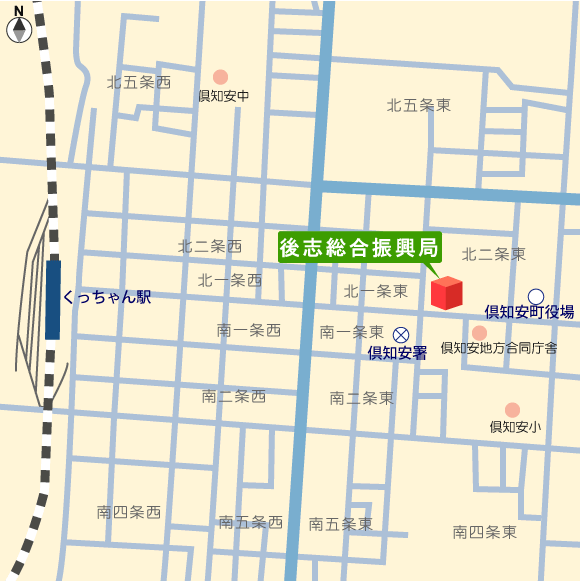 N
北五条西
倶知安中
北五条東
北二条西
後志総合振興局
北二条東
北一条西
北一条東
くっちゃん駅
倶知安町役場
南一条西
南一条東
倶知安署
倶知安地方合同庁舎
南二条西
南二条東
倶知安小
南四条西
南五条西
南五条東
南四条東